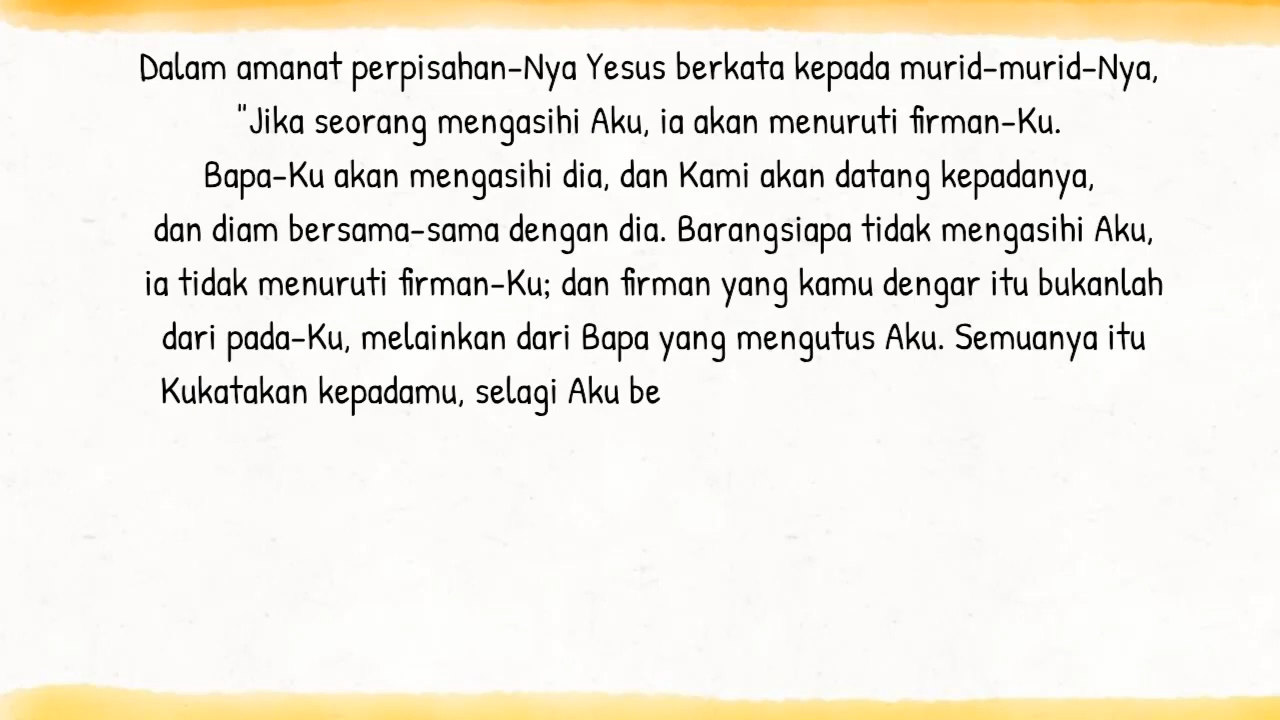 Dalam amanat perpisahan-Nya Yesus berkata kepada murid-murid-Nya,
"Jika seorang mengasihi Aku, ia akan menuruti firman-Ku.
Bapa-Ku akan mengasihi dia, dan Kami akan datang kepadanya,
dan diam bersama-sama dengan dia. Barangsiapa tidak mengasihi Aku,
ia tidak menuruti firman-Ku; dan firman yang kamu dengar itu bukanlah
dari pada-Ku, melainkan dari Bapa yang mengutus Aku. Semuanya itu
Kukatakan kepadamu, selagi Aku be